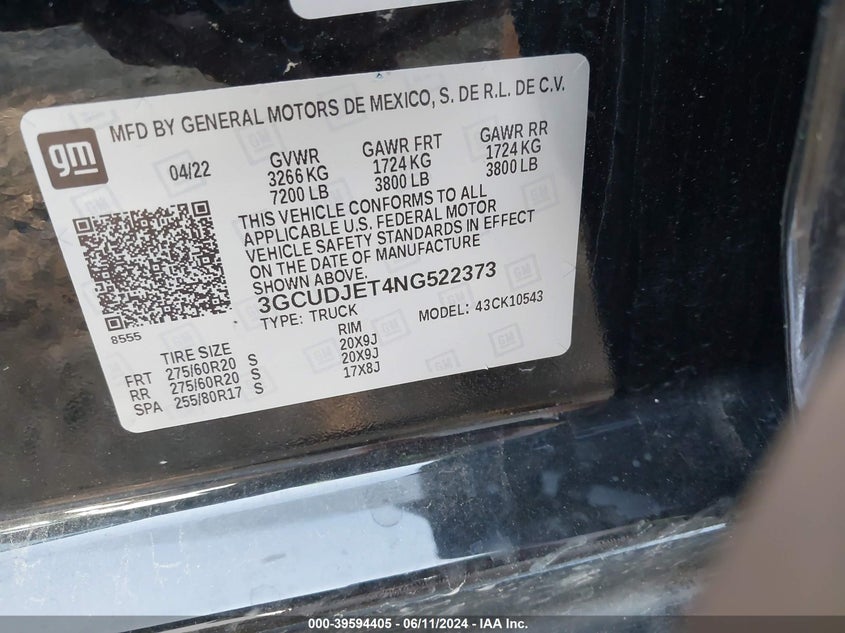 gm
MFD BY GENERAL MOTORS DE MEXICO, S. DE R.L. DE C.V.
04/22
GVWR
3266 KG
7200 LB
GAWR FRT
1724 KG
3800 LB
GAWR RR
1724 KG
3800 LB
THIS VEHICLE CONFORMS TO ALL
APPLICABLE U.S. FEDERAL MOTOR
VEHICLE SAFETY STANDARDS IN EFFECT
ON THE DATE OF MANUFACTURE
SHOWN ABOVE.
3GCUDJET4NG522373
TYPE: TRUCK MODEL: 43CK10543
8555
TIRE SIZE RIM
FRT 275/60R20 S 20X9J
RR 275/60R20 S 20X9J
SPA 255/80R17 S 17X8J
000-39594405 - 06/11/2024 - IAA Inc.